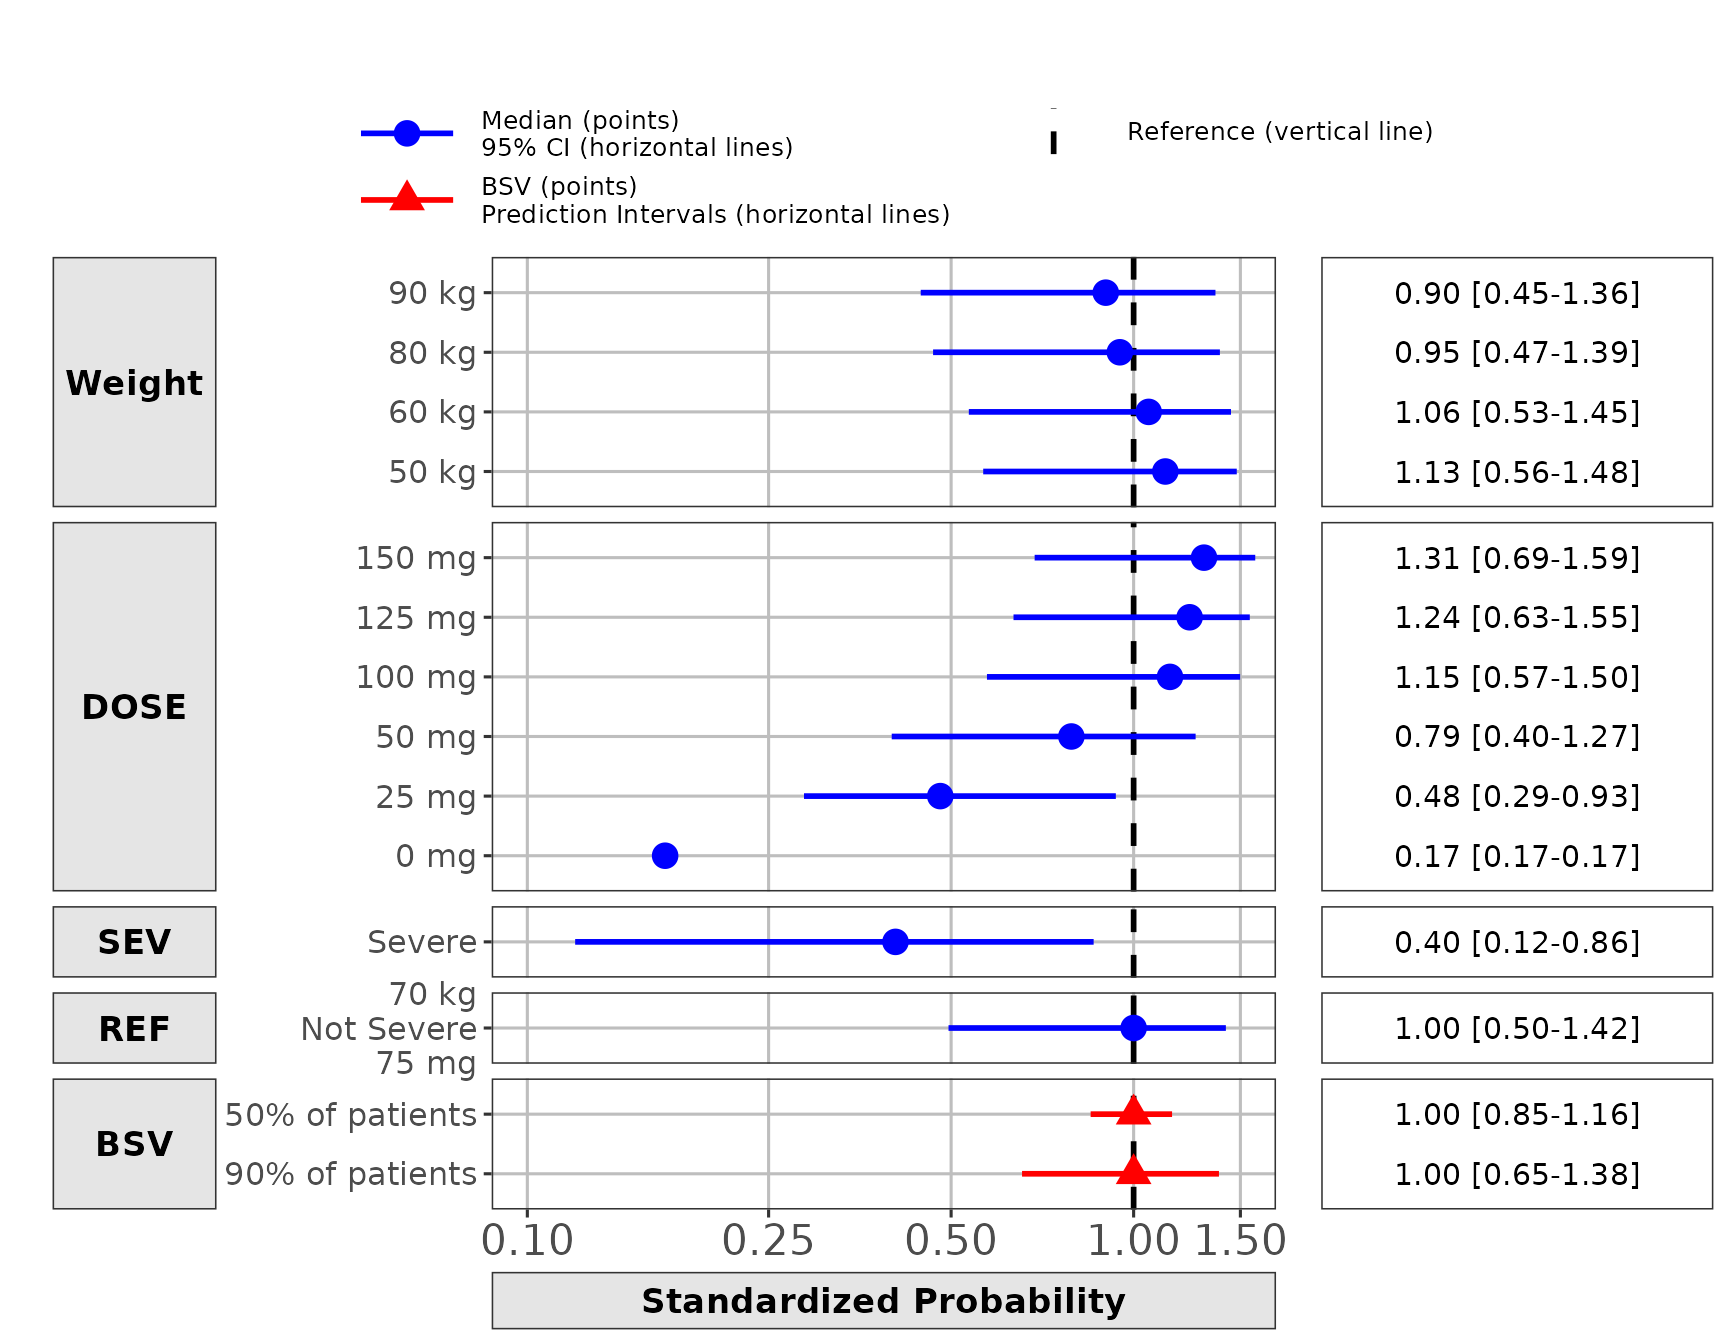 Median (points)
95% CI (horizontal lines)
Reference (vertical line)
BSV (points)
Prediction Intervals (horizontal lines)
Weight
90 kg
0.90 [0.45-1.36]
80 kg
0.95 [0.47-1.39]
60 kg
1.06 [0.53-1.45]
50 kg
1.13 [0.56-1.48]
DOSE
150 mg
1.31 [0.69-1.59]
125 mg
1.24 [0.63-1.55]
100 mg
1.15 [0.57-1.50]
50 mg
0.79 [0.40-1.27]
25 mg
0.48 [0.29-0.93]
0 mg
0.17 [0.17-0.17]
SEV
Severe
0.40 [0.12-0.86]
REF
70 kg
Not Severe
75 mg
1.00 [0.50-1.42]
BSV
50% of patients
1.00 [0.85-1.16]
90% of patients
1.00 [0.65-1.38]
0.10 0.25 0.50 1.00 1.50
Standardized Probability